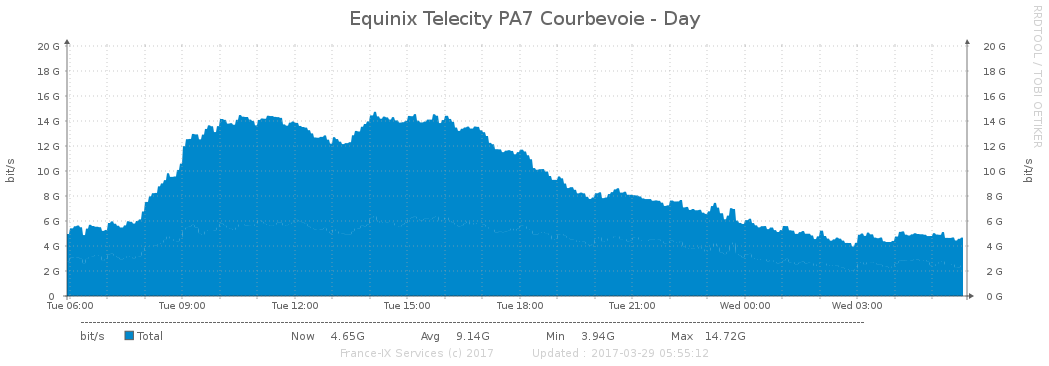 Equinix Telecity PA7 Courbevoie - Day
RRDTOOL / TOBI OETIKER
20 G 20 G
18 G 18 G
16 G 16 G
14 G 14 G
12 G 12 G
10 G 10 G
8 G 8 G
6 G 6 G
4 G 4 G
2 G 2 G
0 0 G
bit/s
bit/s
Tue 06:00 Tue 09:00 Tue 12:00 Tue 15:00 Tue 18:00 Tue 21:00 Wed 00:00 Wed 03:00
bit/s Total Now 4.65G Avg 9.14G Min 3.94G Max 14.72G
France-IX Services (c) 2017 Updated : 2017-03-29 05:55:12